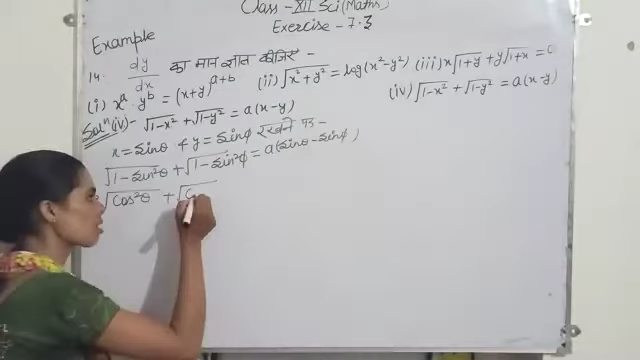 Class - XII Sci (Maths)
Exercise - 7.3
Example
14. dy/dx का मान ज्ञात कीजिए -
(i) x^a . y^b = (x+y)^{a+b} (ii) √(x²+y²) = log(x²-y²) (iii) x√(1+y) + y√(1+x) = 0
(iv) √(1-x²) + √(1-y²) = a(x-y)
Solⁿ (iv)- √(1-x²) + √(1-y²) = a(x-y)
x = sinθ व y = sinϕ रखने पर -
√(1-sin²θ) + √(1-sin²ϕ) = a(sinθ - sinϕ)
√(cos²θ) + √(c